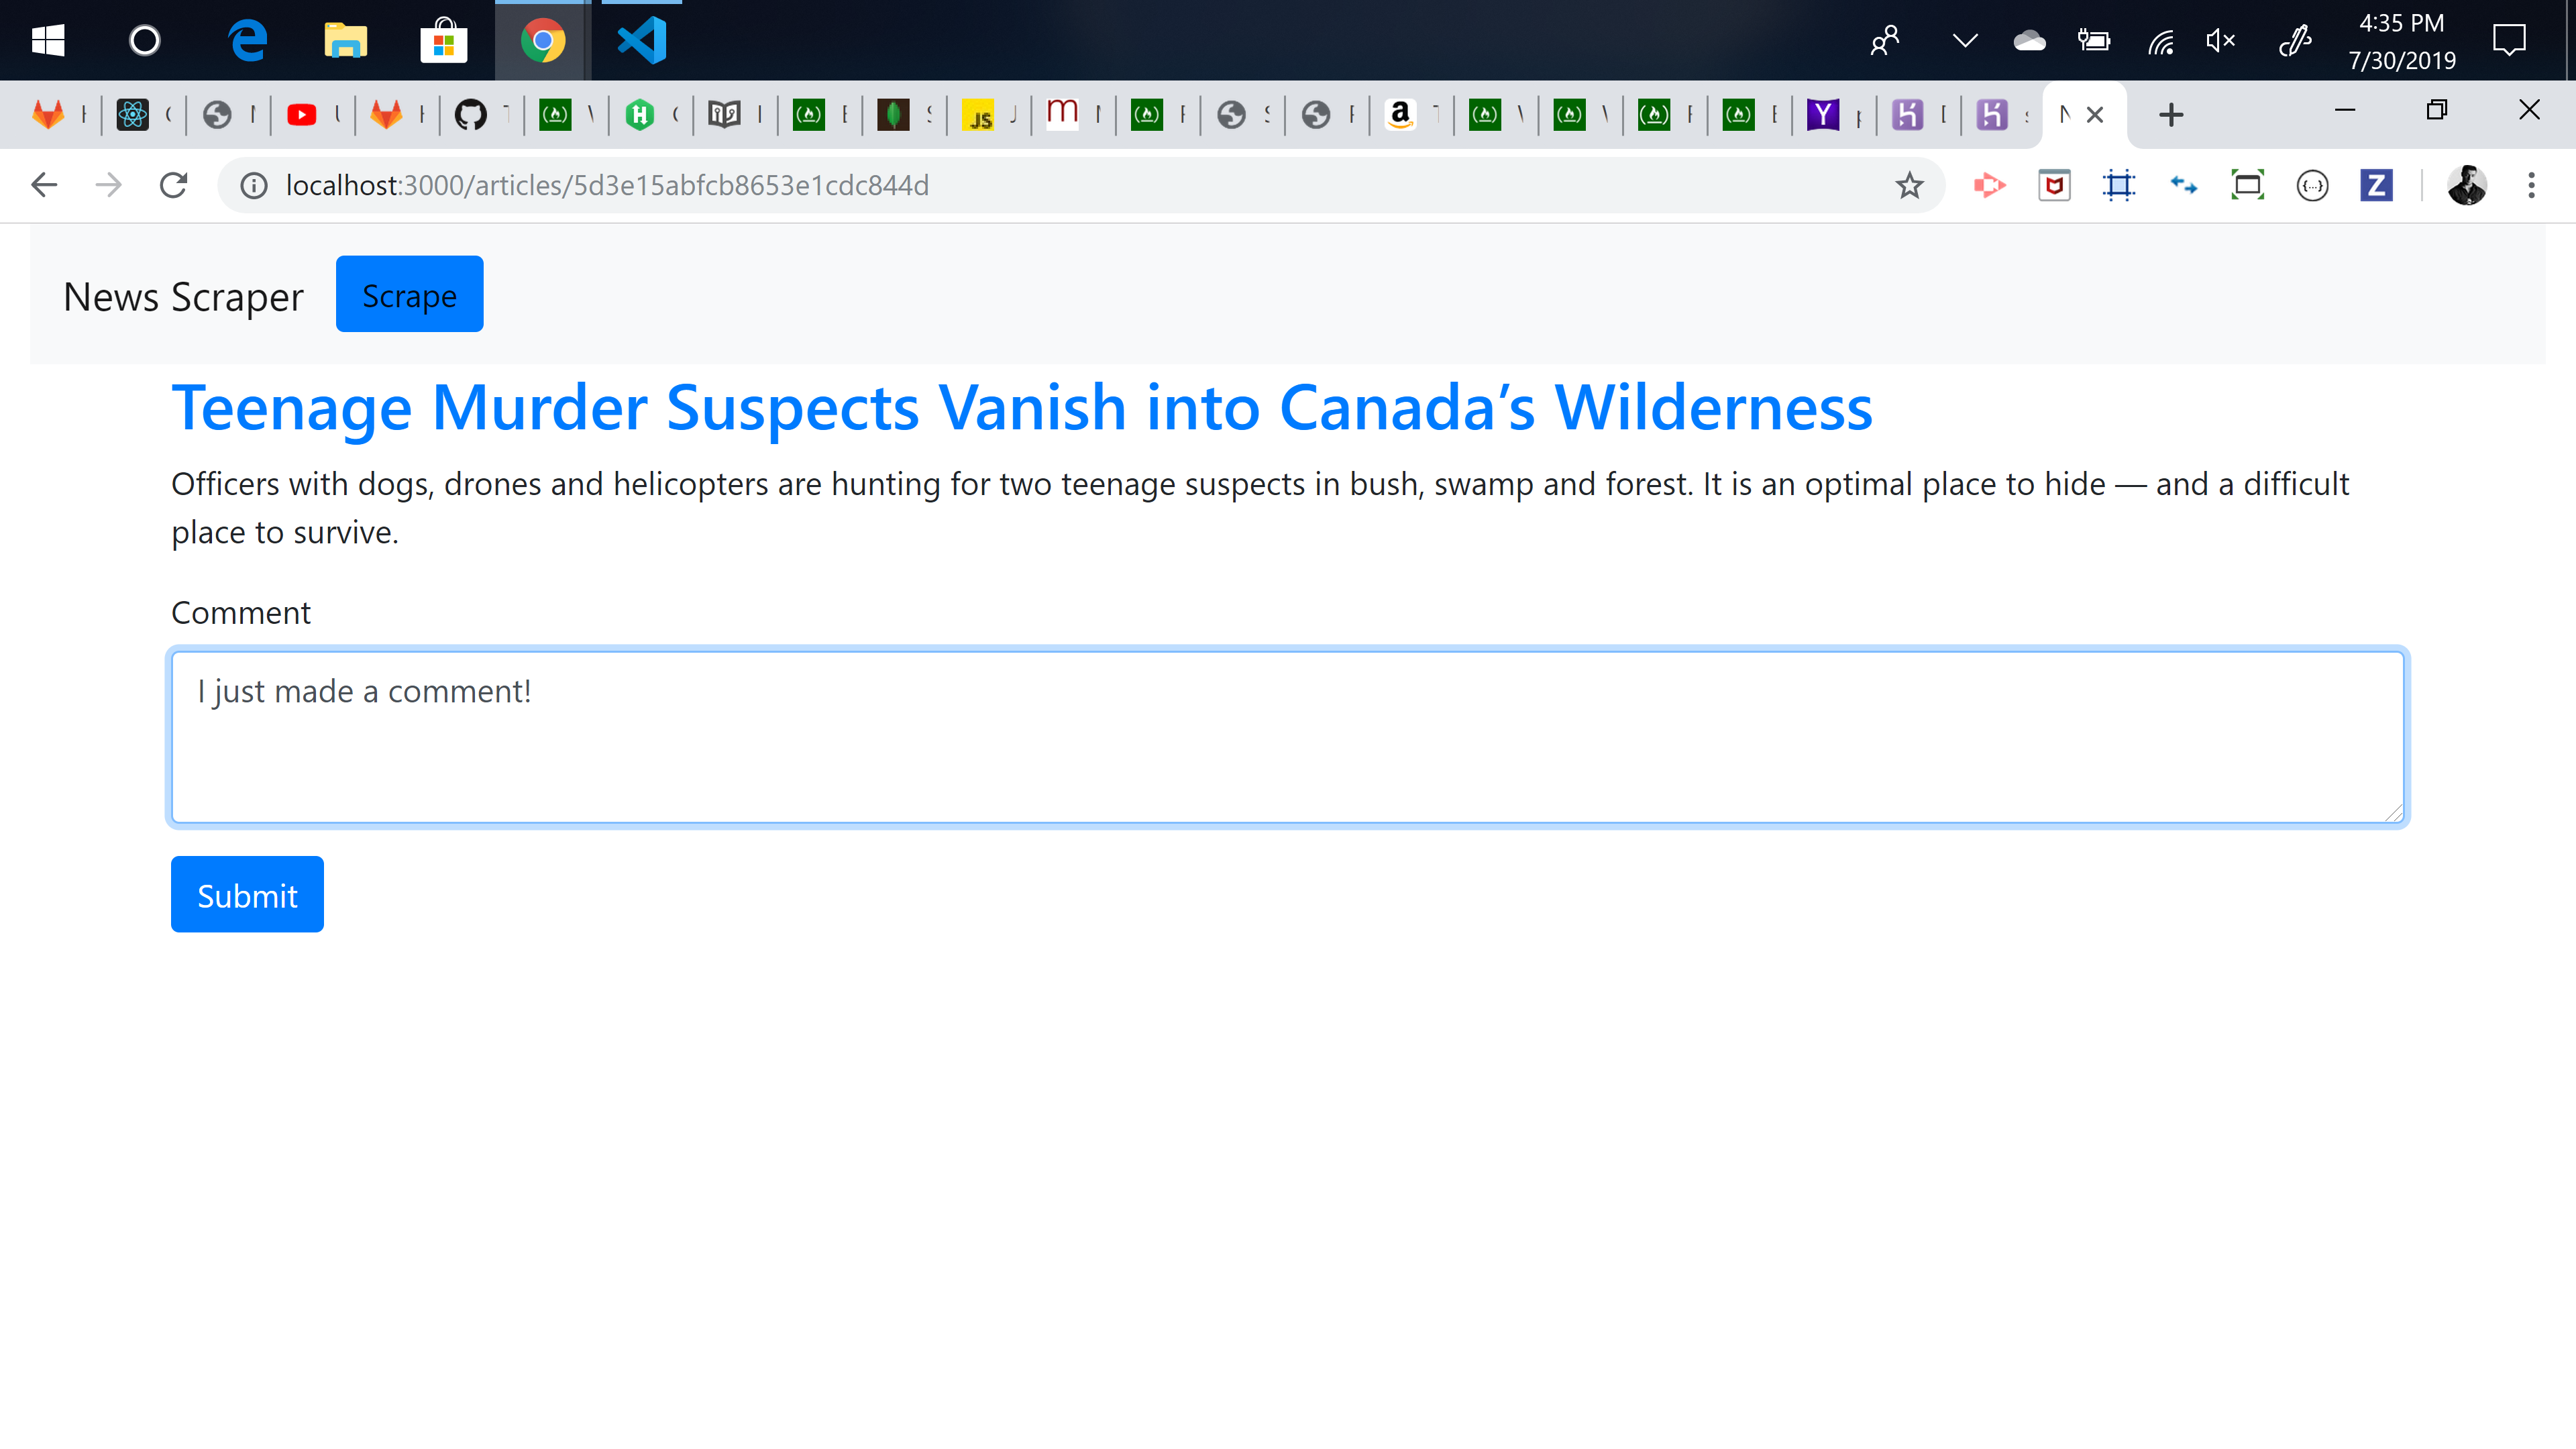 4:35 PM
7/30/2019
localhost:3000/articles/5d3e15abfcb8653e1cdc844d
News Scraper
Scrape
Teenage Murder Suspects Vanish into Canada’s Wilderness
Officers with dogs, drones and helicopters are hunting for two teenage suspects in bush, swamp and forest. It is an optimal place to hide — and a difficult
place to survive.
Comment
I just made a comment!
Submit